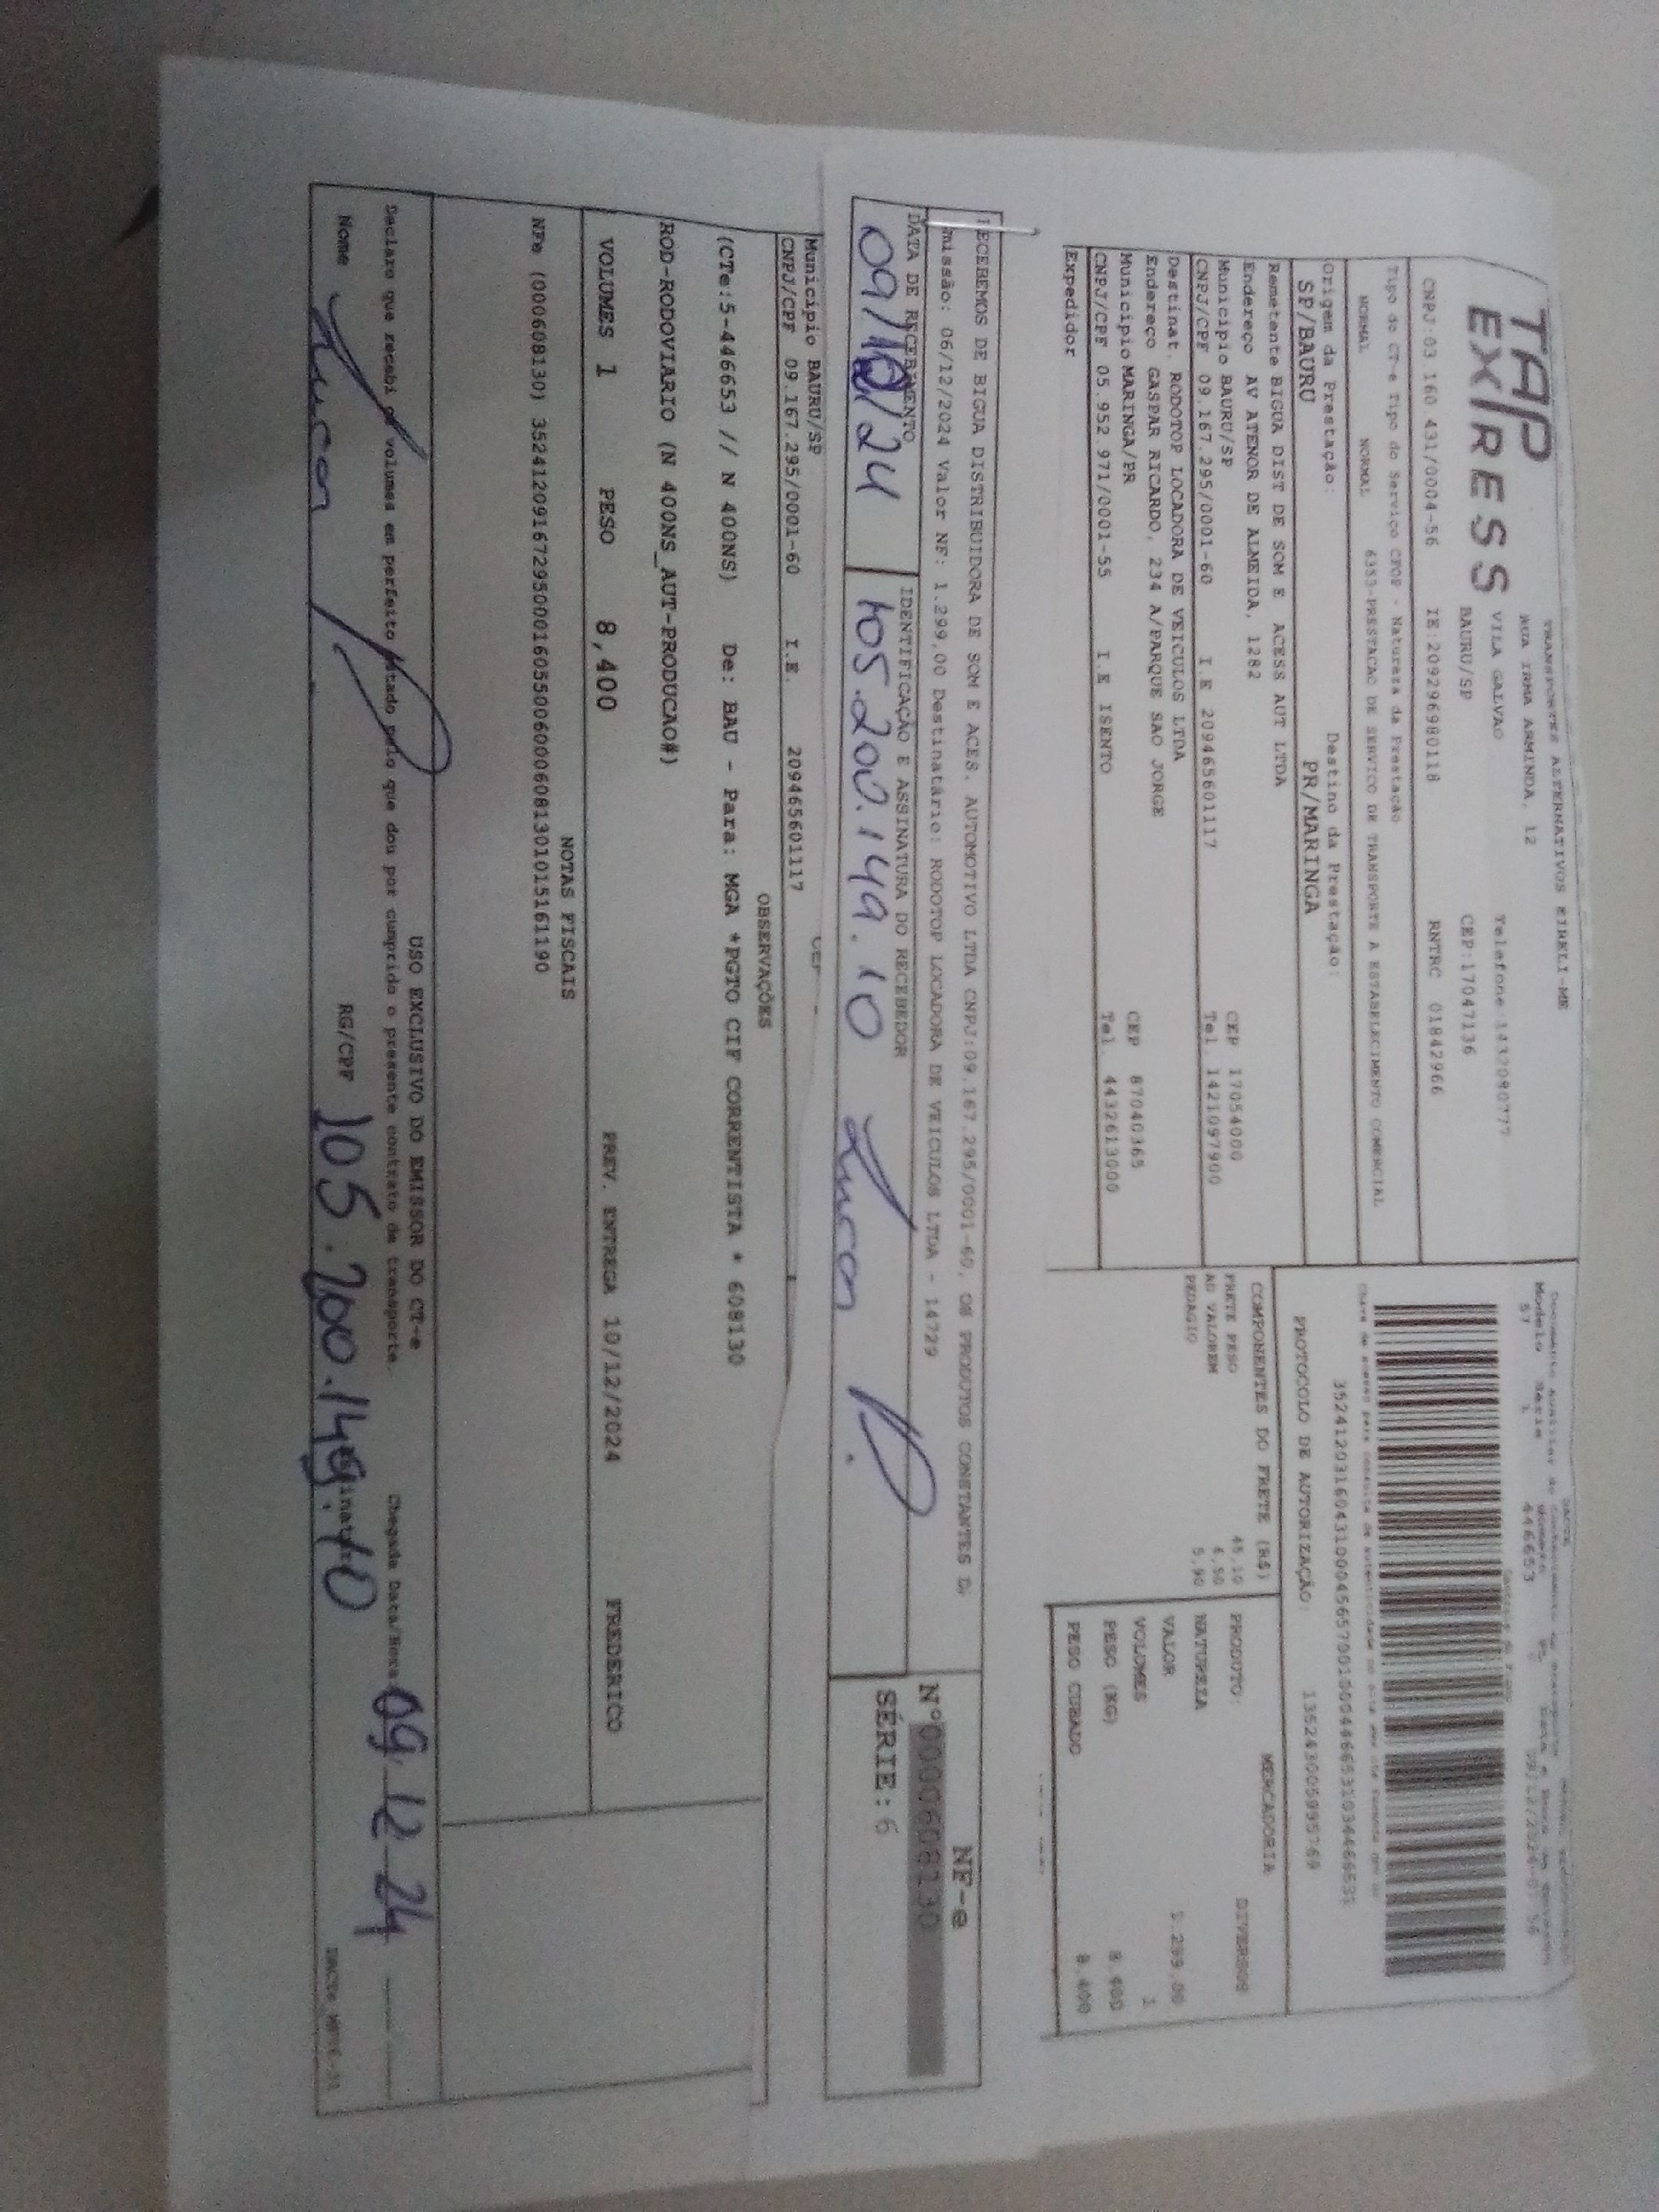 TAP
EXPRESS
TRANSPORTES ALTERNATIVOS EIRELI-ME
RUA IRMA ARMINDA, 12
VILA GALVAO Telefone:1432090777
BAURU/SP CEP:17047136
CNPJ:03.160.431/0004-56 IE:209296980118 RNTRC 01842966
Tipo do CT-e Tipo do Serviço CFOP - Natureza da Prestação
NORMAL NORMAL 6353-PRESTACAO DE SERVICO DE TRANSPORTE A ESTABELECIMENTO COMERCIAL
Origem da Prestação: Destino da Prestação:
SP/BAURU PR/MARINGA
Remetente BIGUA DIST DE SOM E ACESS AUT LTDA
Endereço AV ATENOR DE ALMEIDA, 1282
Município BAURU/SP CEP 17054000
CNPJ/CPF 09.167.295/0001-60 I.E 209465601117 Tel. 1421097900
Destinat. RODOTOP LOCADORA DE VEICULOS LTDA
Endereço GASPAR RICARDO, 234 A/PARQUE SAO JORGE
Município MARINGA/PR CEP 87040365
CNPJ/CPF 05.952.971/0001-55 I.E ISENTO Tel. 4432613000
Expedidor
Modelo Série Número
57 1 446653
35241203160431000456570010004466531034466531
PROTOCOLO DE AUTORIZAÇÃO: 135243005995769
COMPONENTES DO FRETE (R$)
FRETE PESO 45,10
AD VALOREM 6,50
PEDAGIO 5,90
MERCADORIA
PRODUTO: DIVERSOS
NATUREZA
VALOR 1.299,00
VOLUMES 1
PESO (KG) 8,400
PESO CUBADO 8,400
RECEBEMOS DE BIGUA DISTRIBUIDORA DE SOM E ACES. AUTOMOTIVO LTDA CNPJ:09.167.295/0001-60, OS PRODUTOS CONSTANTES D
missão: 06/12/2024 Valor NF: 1.299,00 Destinatário: RODOTOP LOCADORA DE VEICULOS LTDA - 14729
DATA DE RECEBIMENTO IDENTIFICAÇÃO E ASSINATURA DO RECEBEDOR
09/12/24 105.200.149.10
NF-e
Nº000608130
SÉRIE: 6
Município BAURU/SP CEP
CNPJ/CPF 09.167.295/0001-60 I.E. 209465601117
OBSERVAÇÕES
(CTe:5-446653 // N 400NS) De: BAU - Para: MGA *PGTO CIF CORRENTISTA * 608130
ROD-RODOVIARIO (N 400NS_AUT-PRODUCAO#)
VOLUMES 1 PESO 8,400 PREV. ENTREGA 10/12/2024 FREDERICO
NOTAS FISCAIS
NFe (000608130) 35241209167295000160550060006081301015161190
USO EXCLUSIVO DO EMISSOR DO CT-e
Declaro que recebi os volumes em perfeito estado pelo que dou por cumprido o presente contrato de transporte. Chegada Data/Hora 09 12 24
Nome RG/CPF 105.200.149.10